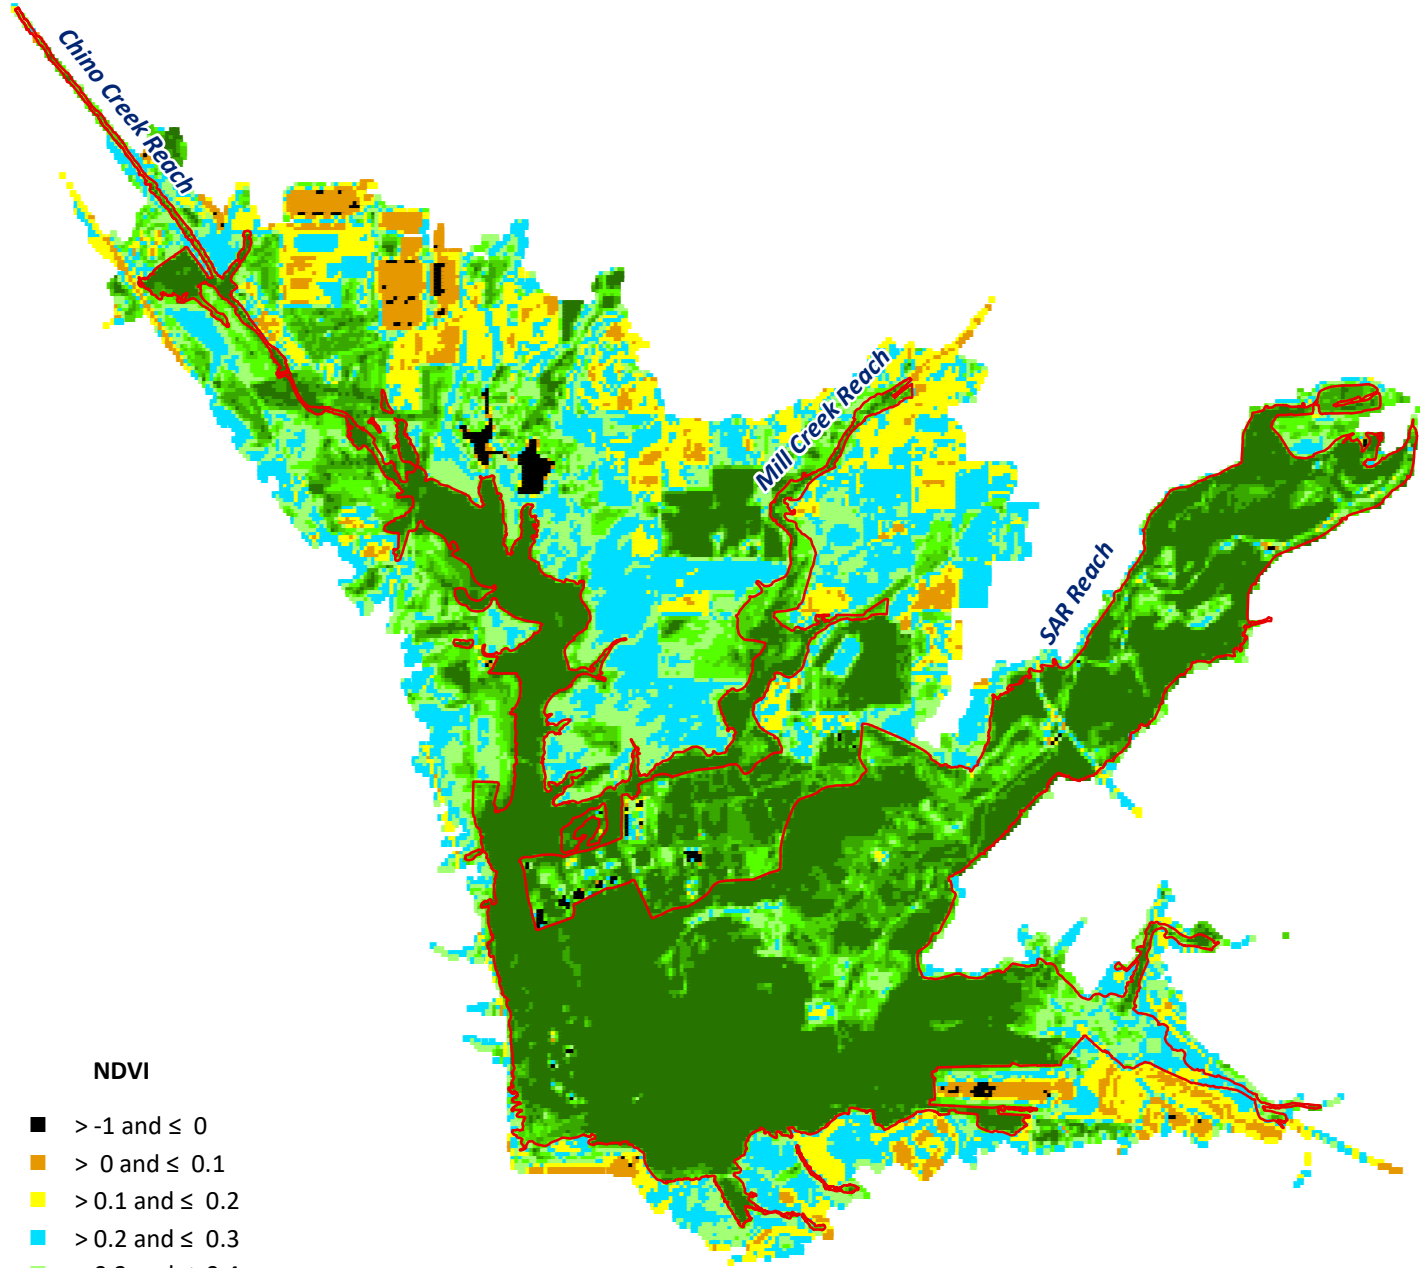 Chino Creek Reach
Mill Creek Reach
SAR Reach
NDVI
> -1 and ≤ 0
> 0 and ≤ 0.1
> 0.1 and ≤ 0.2
> 0.2 and ≤ 0.3